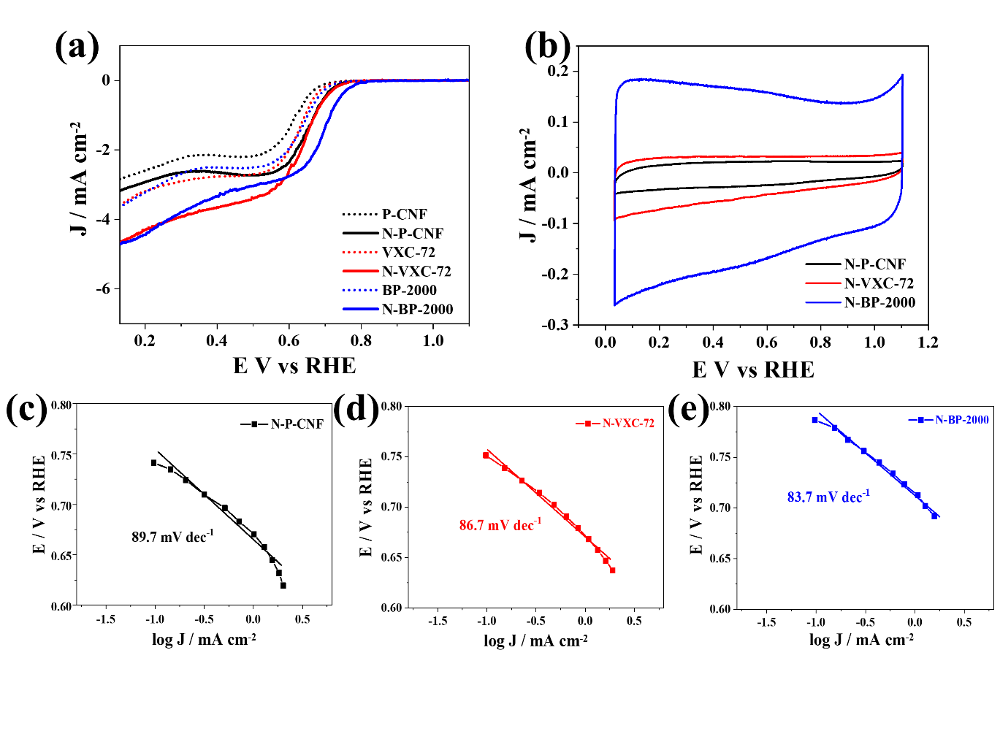 (a)
0
-2
-4
-6
J / mA cm-2
P-CNF
N-P-CNF
VXC-72
N-VXC-72
BP-2000
N-BP-2000
0.2 0.4 0.6 0.8 1.0
E V vs RHE
(b)
0.2
0.1
0.0
-0.1
-0.2
-0.3
J / mA cm-2
N-P-CNF
N-VXC-72
N-BP-2000
0.0 0.2 0.4 0.6 0.8 1.0 1.2
E V vs RHE
(c)
0.80
0.75
0.70
0.65
0.60
E / V vs RHE
N-P-CNF
89.7 mV dec-1
-1.5 -1.0 -0.5 0.0 0.5
log J / mA cm-2
(d)
0.80
0.75
0.70
0.65
0.60
E / V vs RHE
N-VXC-72
86.7 mV dec-1
-1.5 -1.0 -0.5 0.0 0.5
log J / mA cm-2
(e)
0.80
0.75
0.70
0.65
0.60
E / V vs RHE
N-BP-2000
83.7 mV dec-1
-1.5 -1.0 -0.5 0.0 0.5
log J / mA cm-2